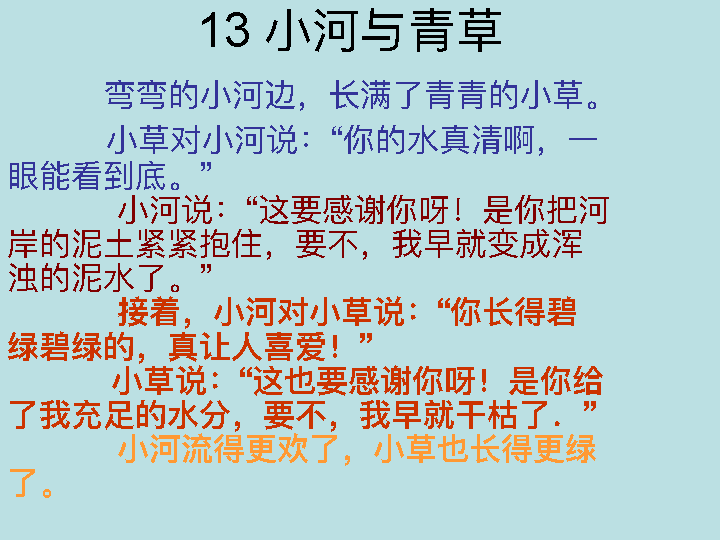 13 小河与青草
弯弯的小河边，长满了青青的小草。
小草对小河说：“你的水真清啊，一
眼能看到底。”
小河说：“这要感谢你呀！是你把河
岸的泥土紧紧抱住，要不，我早就变成浑
浊的泥水了。”
接着，小河对小草说：“你长得碧
绿碧绿的，真让人喜爱！”
小草说：“这也要感谢你呀！是你给
了我充足的水分，要不，我早就干枯了．”
小河流得更欢了，小草也长得更绿
了。